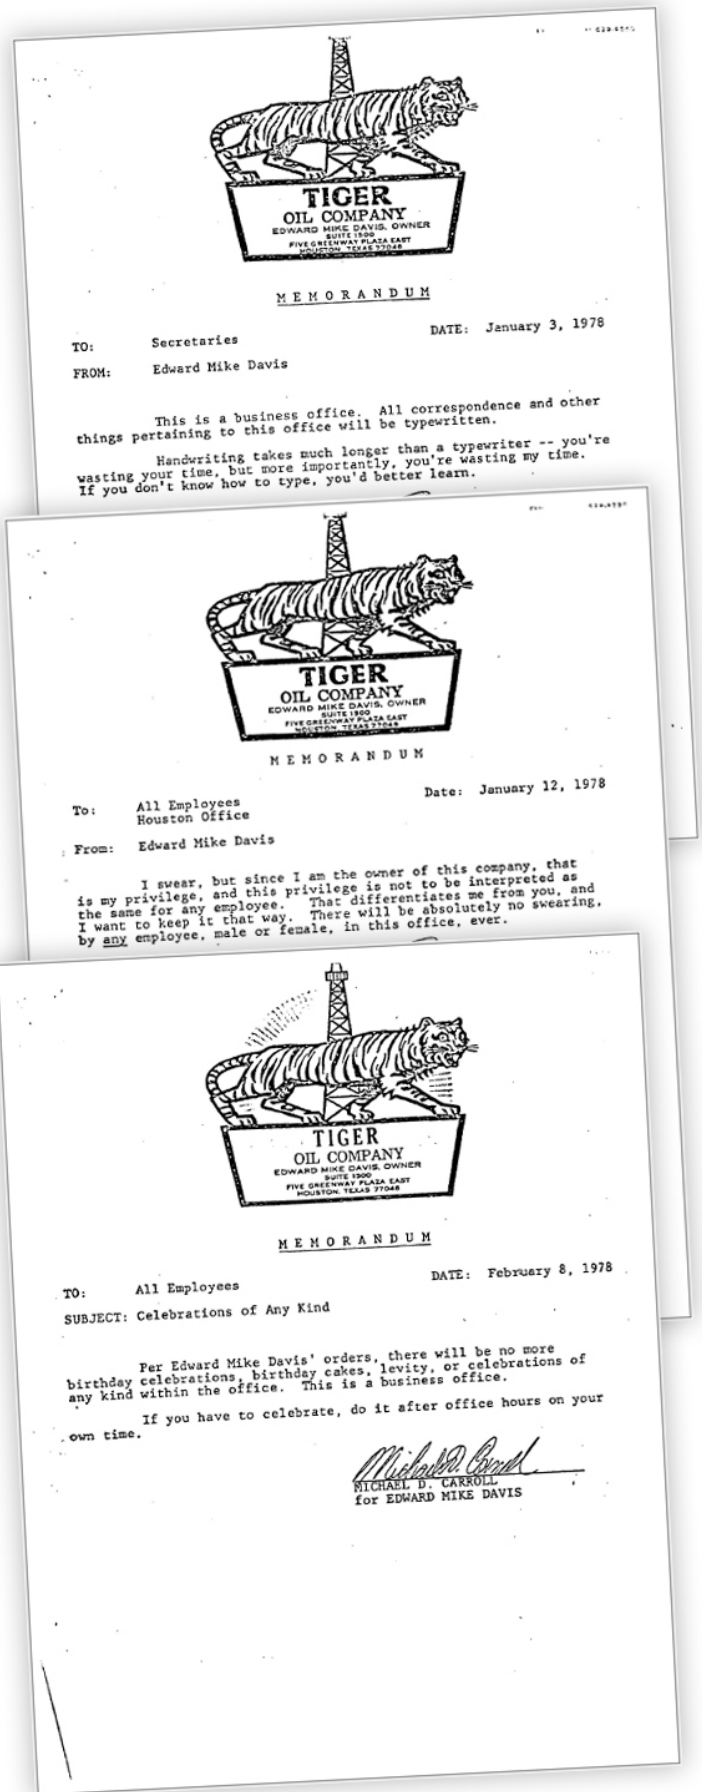 TIGER
OIL COMPANY
EDWARD MIKE DAVIS, OWNER
SUITE 1500
FIVE GREENWAY PLAZA EAST
HOUSTON, TEXAS 77046
MEMORANDUM
TO: Secretaries DATE: January 3, 1978
FROM: Edward Mike Davis
This is a business office. All correspondence and other
things pertaining to this office will be typewritten.
Handwriting takes much longer than a typewriter -- you're
wasting your time, but more importantly, you're wasting my time.
If you don't know how to type, you'd better learn.
TIGER
OIL COMPANY
EDWARD MIKE DAVIS, OWNER
SUITE 1500
FIVE GREENWAY PLAZA EAST
HOUSTON, TEXAS 77046
MEMORANDUM
To: All Employees Date: January 12, 1978
Houston Office
From: Edward Mike Davis
I swear, but since I am the owner of this company, that
is my privilege, and this privilege is not to be interpreted as
the same for any employee. That differentiates me from you, and
I want to keep it that way. There will be absolutely no swearing,
by any employee, male or female, in this office, ever.
TIGER
OIL COMPANY
EDWARD MIKE DAVIS, OWNER
SUITE 1500
FIVE GREENWAY PLAZA EAST
HOUSTON, TEXAS 77046
MEMORANDUM
TO: All Employees DATE: February 8, 1978
SUBJECT: Celebrations of Any Kind
Per Edward Mike Davis' orders, there will be no more
birthday celebrations, birthday cakes, levity, or celebrations of
any kind within the office. This is a business office.
If you have to celebrate, do it after office hours on your
own time.
Michael D. Carroll
MICHAEL D. CARROLL
for EDWARD MIKE DAVIS